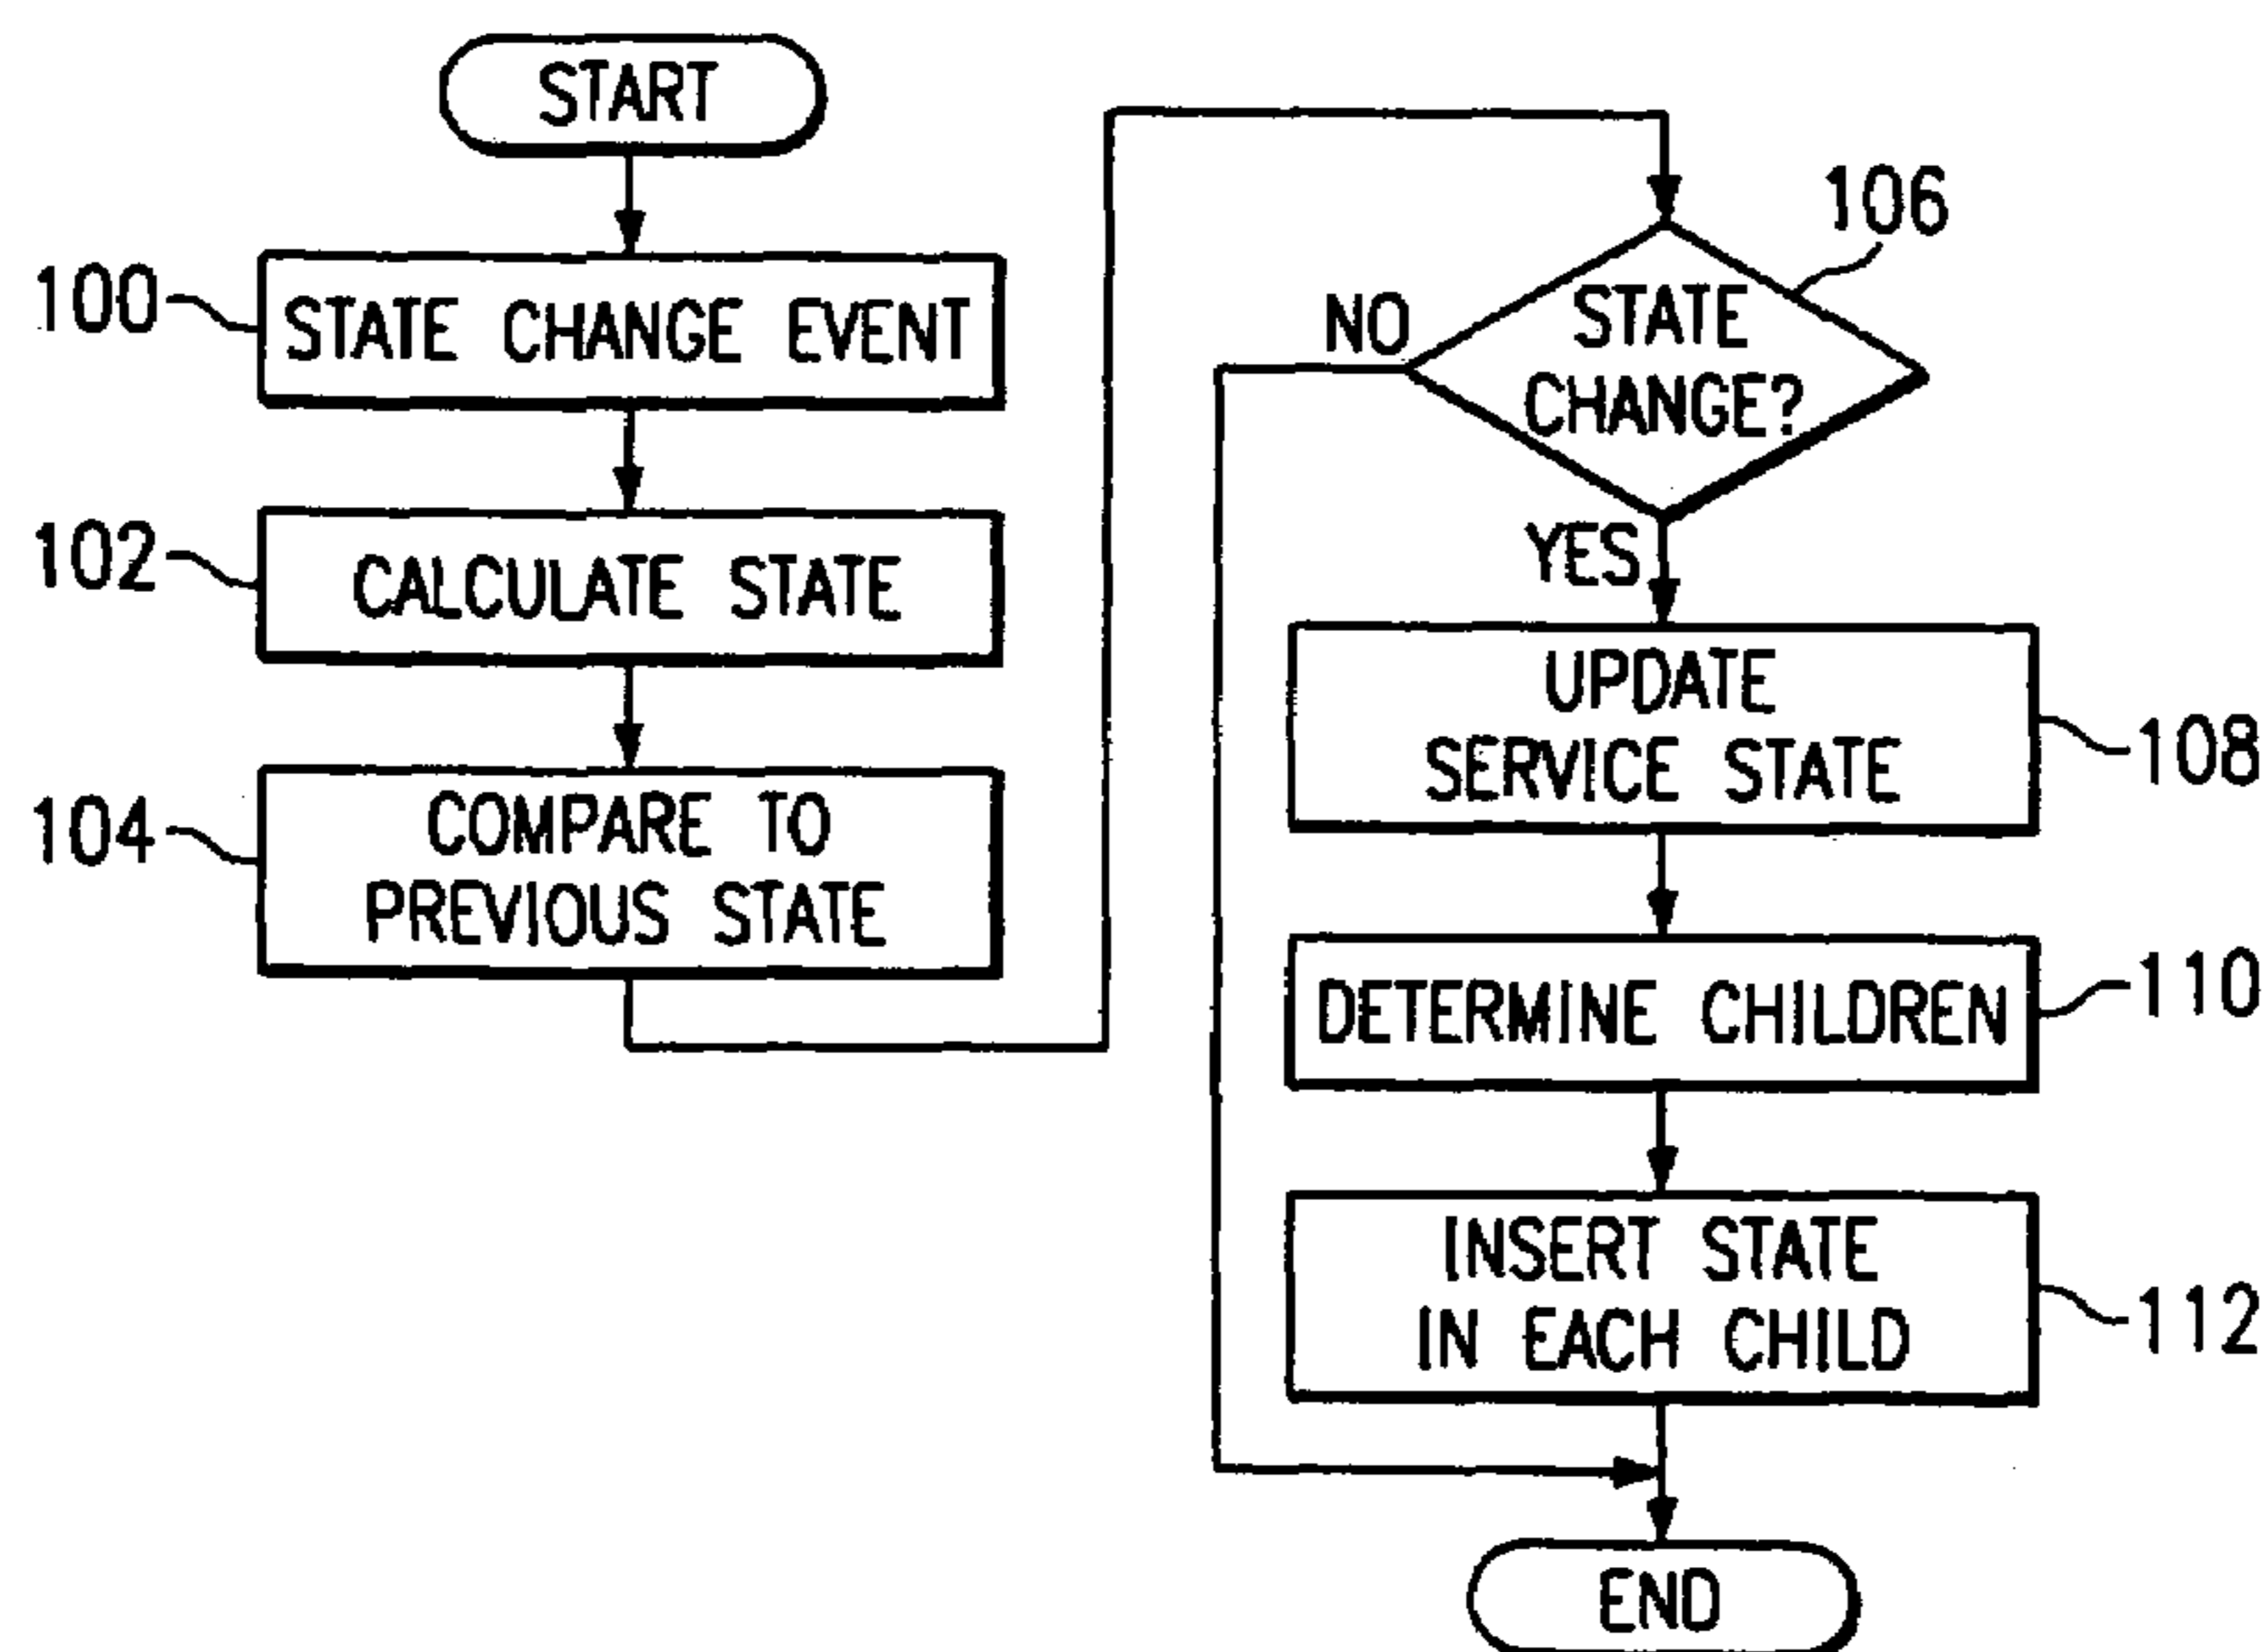 START
100
STATE CHANGE EVENT
102
CALCULATE STATE
104
COMPARE TO
PREVIOUS STATE
106
STATE
CHANGE?
NO
YES
UPDATE
SERVICE STATE
108
DETERMINE CHILDREN
110
INSERT STATE
IN EACH CHILD
112
END